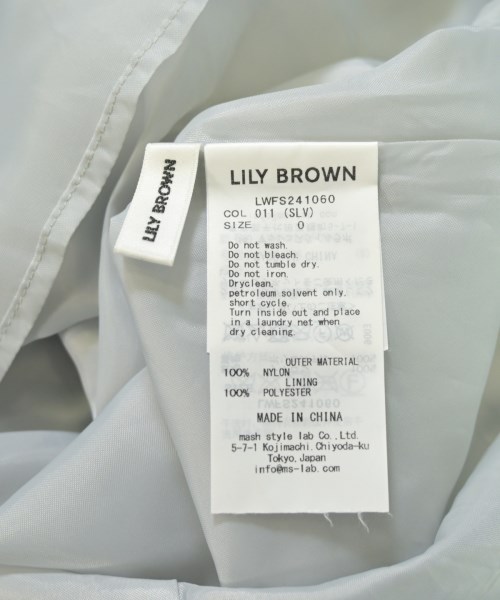 LILY BROWN
LILY BROWN
LWFS241060
COL 011 (SLV)
SIZE 0
Do not wash.
Do not bleach.
Do not tumble dry.
Do not iron.
Dryclean,
petroleum solvent only.
short cycle.
Turn inside out and place
in a laundry net when
dry cleaning.
OUTER MATERIAL
100% NYLON
LINING
100% POLYESTER
MADE IN CHINA
mash style lab Co., Ltd.
5-7-1 Kojimachi, Chiyoda-ku
Tokyo, Japan
info@ms-lab.com